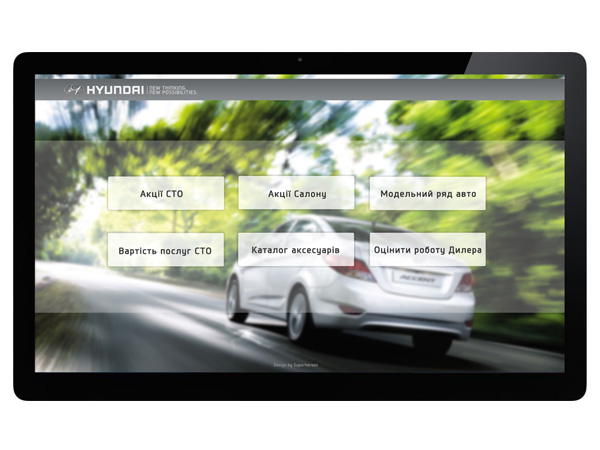 HYUNDAI
NEW THINKING.
NEW POSSIBILITIES.
Акції СТО
Акції Салону
Модельний ряд авто
Вартість послуг СТО
Каталог аксесуарів
Оцінити роботу Дилера
ACCENT
Design by Superheroes